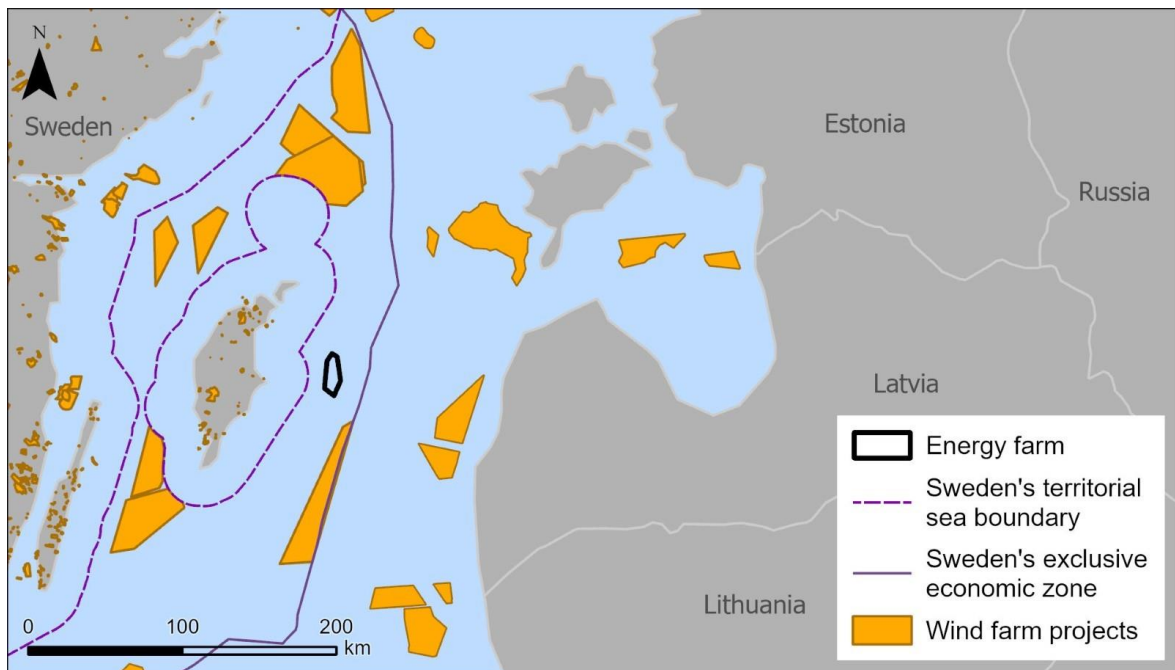 N
Sweden
Estonia
Russia
Latvia
Lithuania
Energy farm
Sweden's territorial
sea boundary
Sweden's exclusive
economic zone
Wind farm projects
0 100 200
km